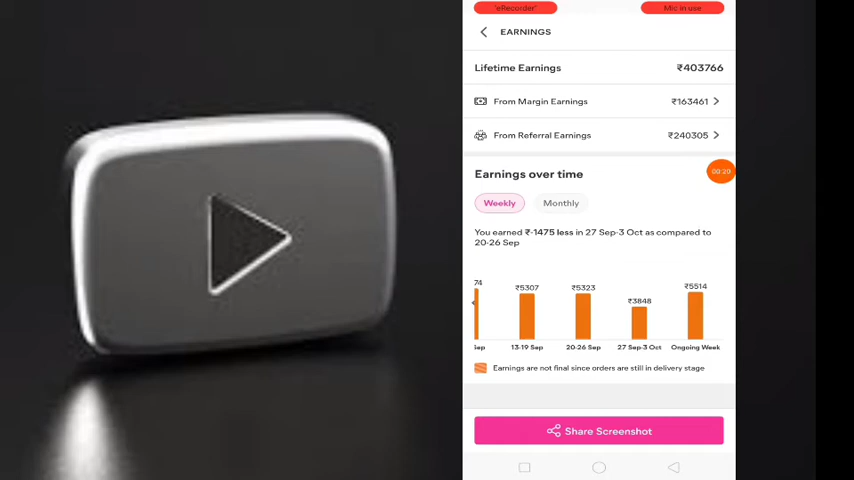 "eRecorder" Mic in use
EARNINGS
Lifetime Earnings ₹403766
From Margin Earnings ₹163461
From Referral Earnings ₹240305
Earnings over time
00:20
Weekly Monthly
You earned ₹-1475 less in 27 Sep-3 Oct as compared to
20-26 Sep
74 ₹5307 ₹5323 ₹3848 ₹5514
13-19 Sep 20-26 Sep 27 Sep-3 Oct Ongoing Week
Earnings are not final since orders are still in delivery stage
Share Screenshot